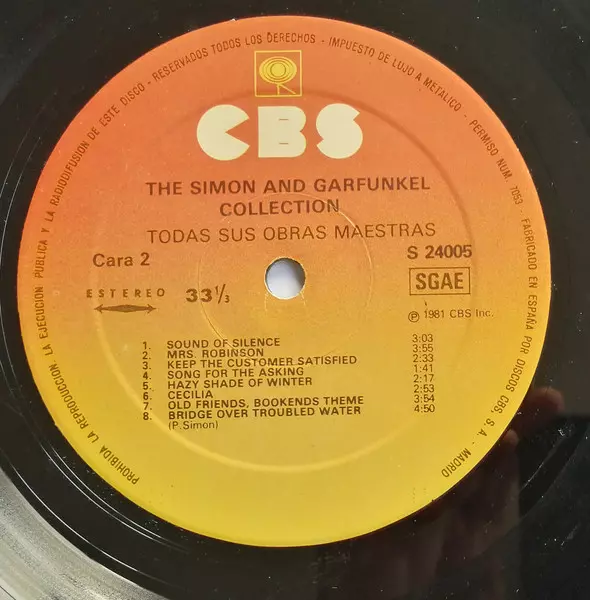 PROHIBIDA LA REPRODUCCION, LA EJECUCION PUBLICA Y LA RADIODIFUSION DE ESTE DISCO - RESERVADOS TODOS LOS DERECHOS - IMPUESTO DE LUJO A METALICO - PERMISO NUM. 7053 - FABRICADO EN ESPAÑA POR DISCOS CBS, S. A. - MADRID
CBS
THE SIMON AND GARFUNKEL
COLLECTION
TODAS SUS OBRAS MAESTRAS
Cara 2 S 24005
ESTEREO 33 1/3 SGAE
℗ 1981 CBS Inc.
1. SOUND OF SILENCE 3:03
2. MRS. ROBINSON 3:55
3. KEEP THE CUSTOMER SATISFIED 2:33
4. SONG FOR THE ASKING 1:41
5. HAZY SHADE OF WINTER 2:17
6. CECILIA 2:53
7. OLD FRIENDS, BOOKENDS THEME 3:54
8. BRIDGE OVER TROUBLED WATER 4:50
(P. Simon)